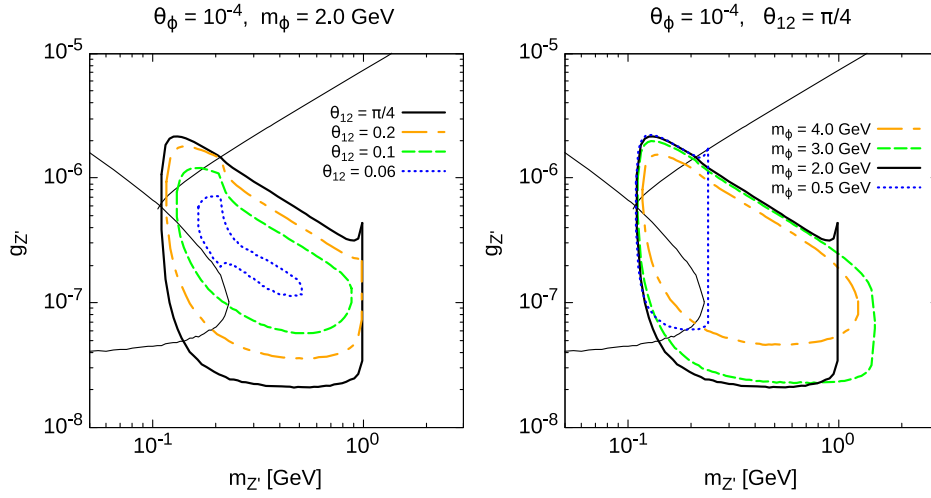 θϕ = 10⁻⁴, mϕ = 2.0 GeV
10⁻⁵
10⁻⁶
10⁻⁷
10⁻⁸
gZ'
θ12 = π/4
θ12 = 0.2
θ12 = 0.1
θ12 = 0.06
10⁻¹
10⁰
mZ' [GeV]
θϕ = 10⁻⁴, θ12 = π/4
10⁻⁵
10⁻⁶
10⁻⁷
10⁻⁸
gZ'
mϕ = 4.0 GeV
mϕ = 3.0 GeV
mϕ = 2.0 GeV
mϕ = 0.5 GeV
10⁻¹
10⁰
mZ' [GeV]